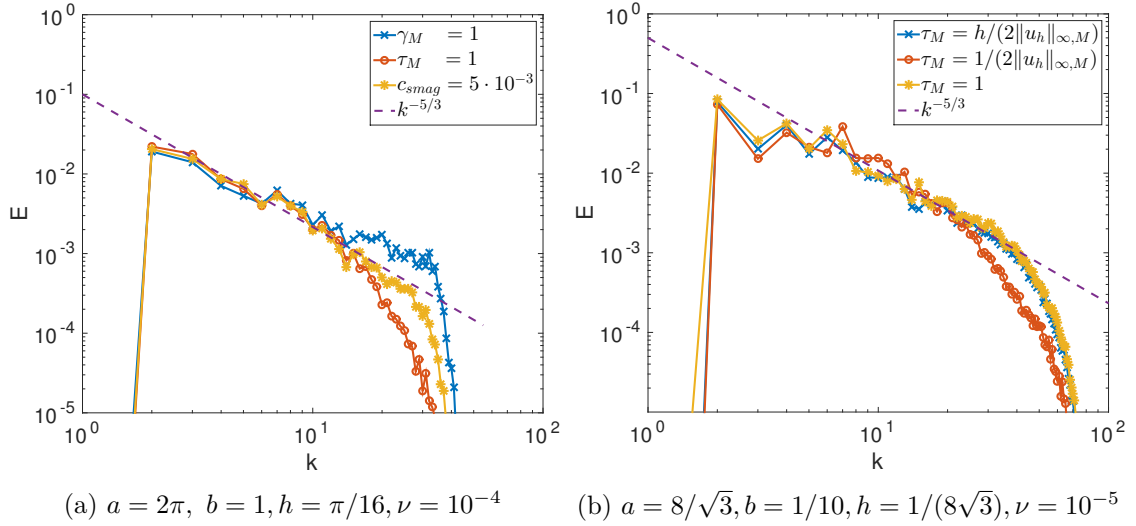 10^0
10^-1
10^-2
10^-3
10^-4
10^-5
E
10^0
10^1
10^2
k
γ_M = 1
τ_M = 1
c_smag = 5 · 10^-3
k^-5/3
10^0
10^-1
10^-2
10^-3
10^-4
E
10^0
10^1
10^2
k
τ_M = h/(2‖u_h‖_∞,M)
τ_M = 1/(2‖u_h‖_∞,M)
τ_M = 1
k^-5/3
(a) a = 2π, b = 1, h = π/16, ν = 10^-4
(b) a = 8/√3, b = 1/10, h = 1/(8√3), ν = 10^-5